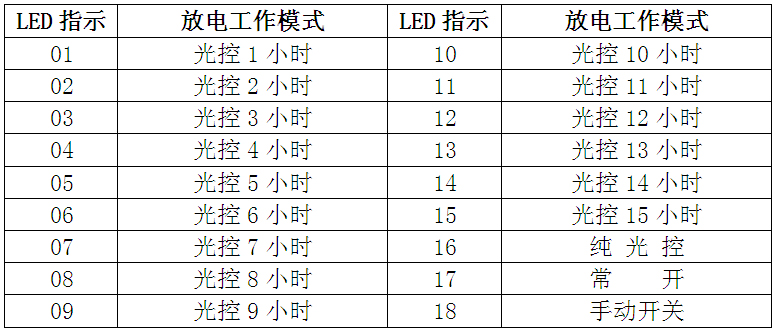 LED 指示 放电工作模式 LED 指示 放电工作模式
01 光控 1 小时 10 光控 10 小时
02 光控 2 小时 11 光控 11 小时
03 光控 3 小时 12 光控 12 小时
04 光控 4 小时 13 光控 13 小时
05 光控 5 小时 14 光控 14 小时
06 光控 6 小时 15 光控 15 小时
07 光控 7 小时 16 纯 光 控
08 光控 8 小时 17 常 开
09 光控 9 小时 18 手动开关